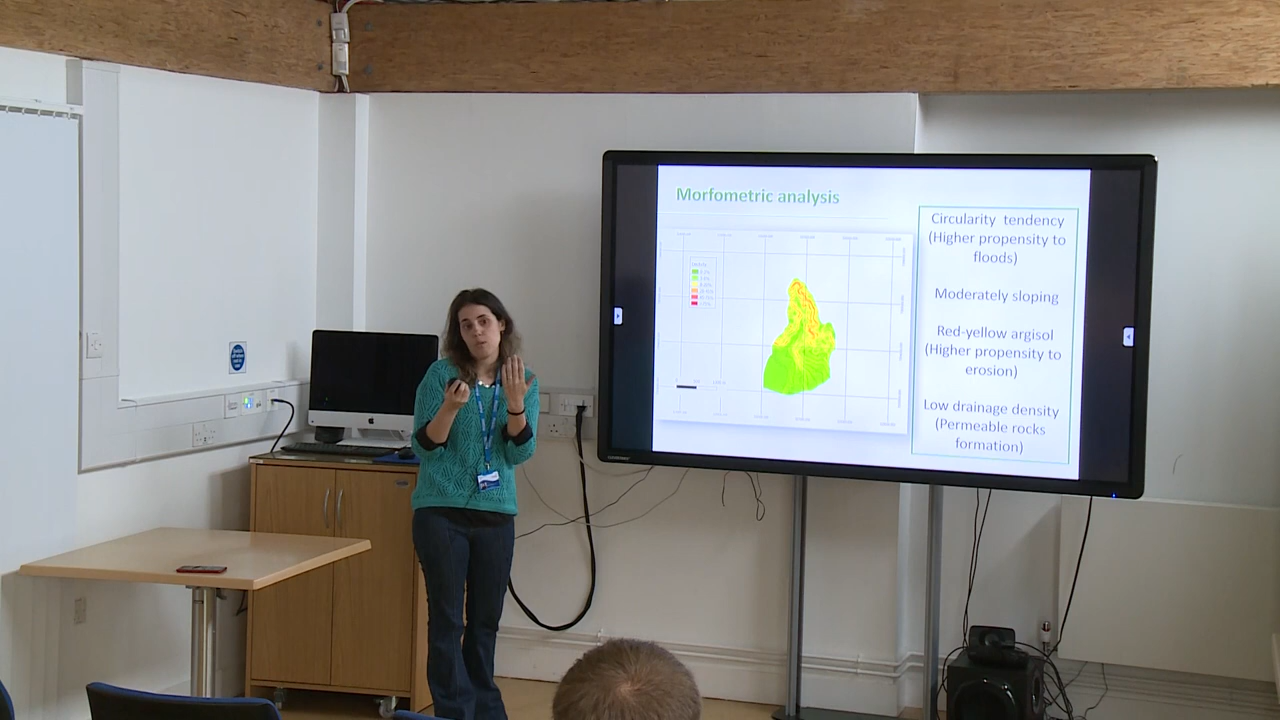 Morfometric analysis
Circularity tendency
(Higher propensity to
floods)
Moderately sloping
Red-yellow argisol
(Higher propensity to
erosion)
Low drainage density
(Permeable rocks
formation)